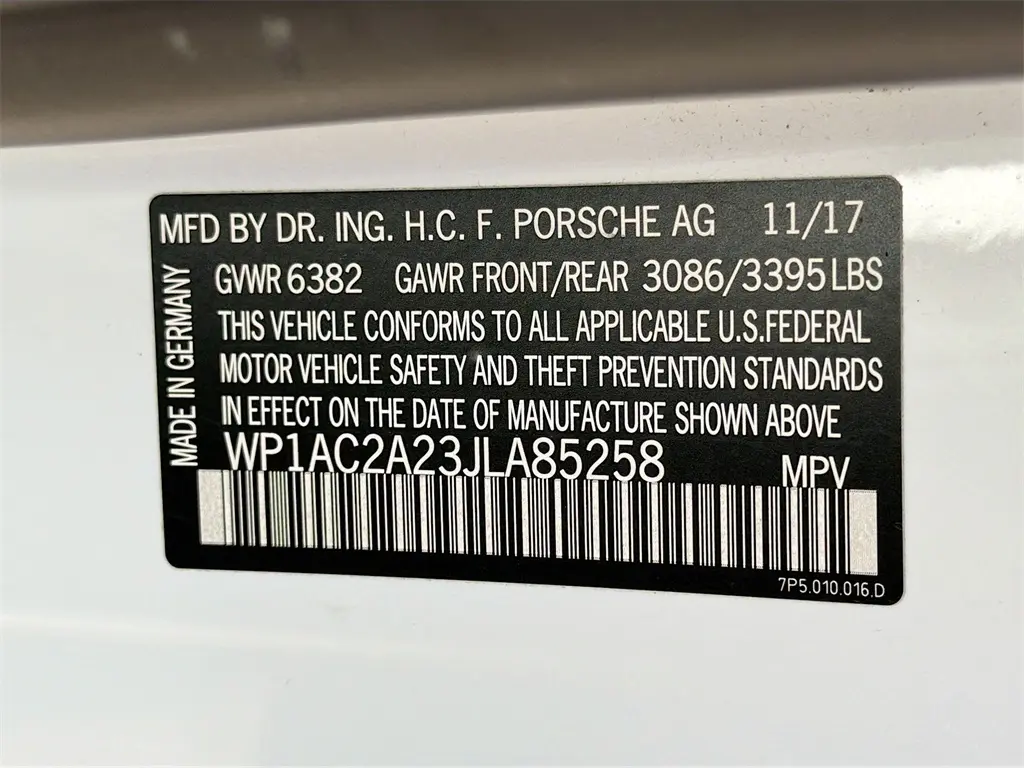 MFD BY DR. ING. H.C. F. PORSCHE AG 11/17
GVWR 6382 GAWR FRONT/REAR 3086/3395 LBS
THIS VEHICLE CONFORMS TO ALL APPLICABLE U.S.FEDERAL
MOTOR VEHICLE SAFETY AND THEFT PREVENTION STANDARDS
IN EFFECT ON THE DATE OF MANUFACTURE SHOWN ABOVE
WP1AC2A23JLA85258 MPV
MADE IN GERMANY
7P5.010.016.D